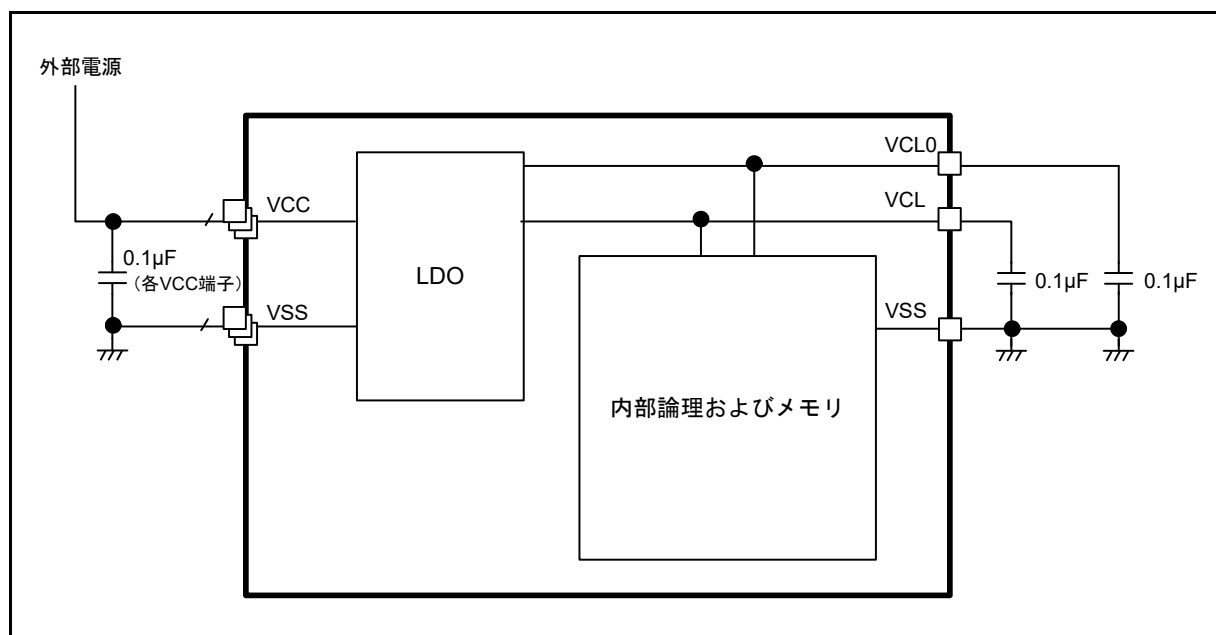 外部電源
VCL0
VCL
VCC
0.1µF
（各VCC端子）
LDO
0.1µF
0.1µF
VSS
VSS
内部論理およびメモリ